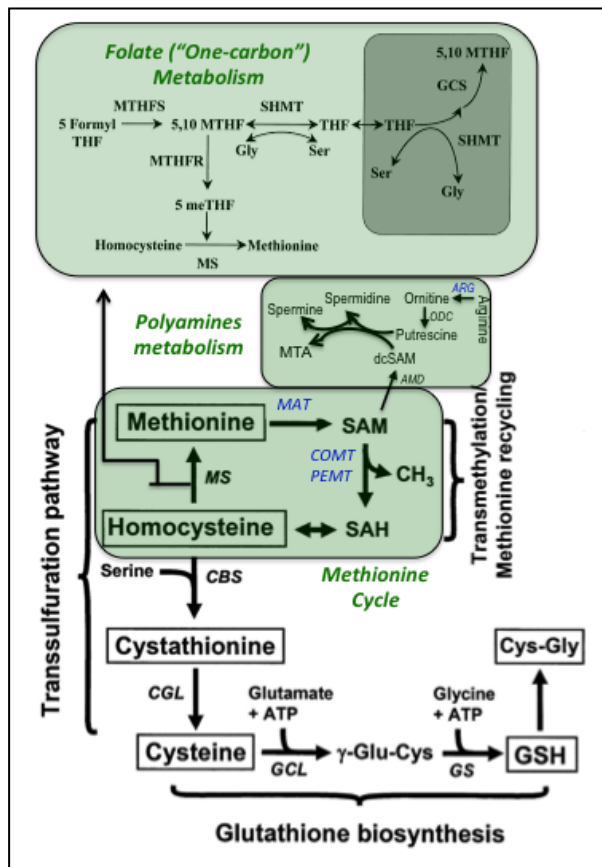 Folate (“One-carbon”)
Metabolism
5,10 MTHF
GCS
MTHFS
SHMT
5 Formyl
THF
5,10 MTHF
THF
THF
Gly
Ser
SHMT
Ser
Gly
MTHFR
5 meTHF
Homocysteine
Methionine
MS
Polyamines
metabolism
Spermine
Spermidine
Ornitine
ARG
Arginine
ODC
Putrescine
MTA
dcSAM
AMD
Methionine
MAT
SAM
COMT
PEMT
CH3
MS
Homocysteine
SAH
Transmethylation/
Methionine recycling
Methionine
Cycle
Transsulfuration pathway
Serine
CBS
Cystathionine
CGL
Cys-Gly
Glutamate
+ ATP
Glycine
+ ATP
Cysteine
GCL
γ-Glu-Cys
GS
GSH
Glutathione biosynthesis